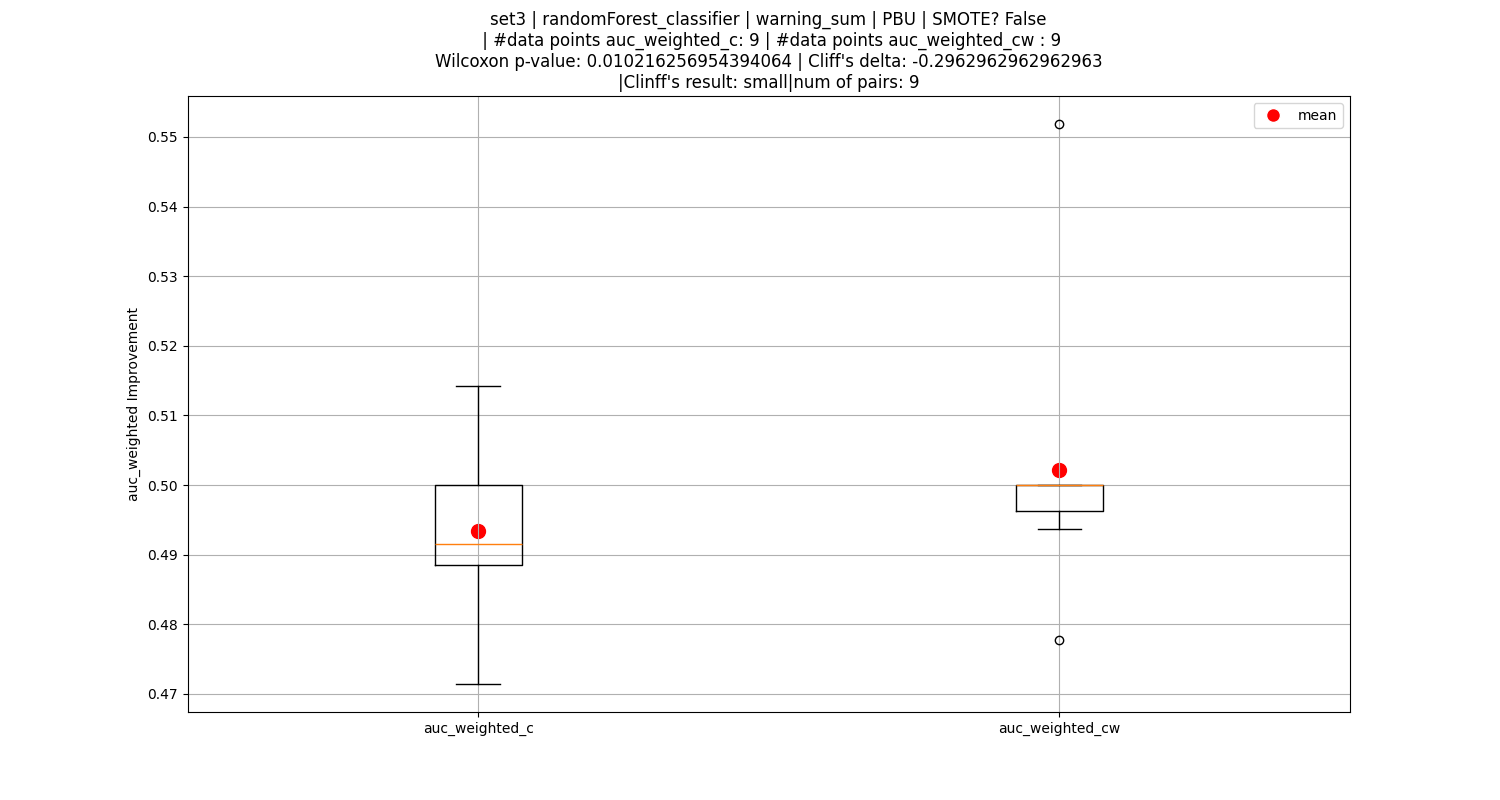 set3 | randomForest_classifier | warning_sum | PBU | SMOTE? False
| #data points auc_weighted_c: 9 | #data points auc_weighted_cw : 9
Wilcoxon p-value: 0.010216256954394064 | Cliff's delta: -0.2962962962962963
|Clinff's result: small|num of pairs: 9
mean
0.55
0.54
0.53
0.52
0.51
0.50
0.49
0.48
0.47
auc_weighted Improvement
auc_weighted_c
auc_weighted_cw